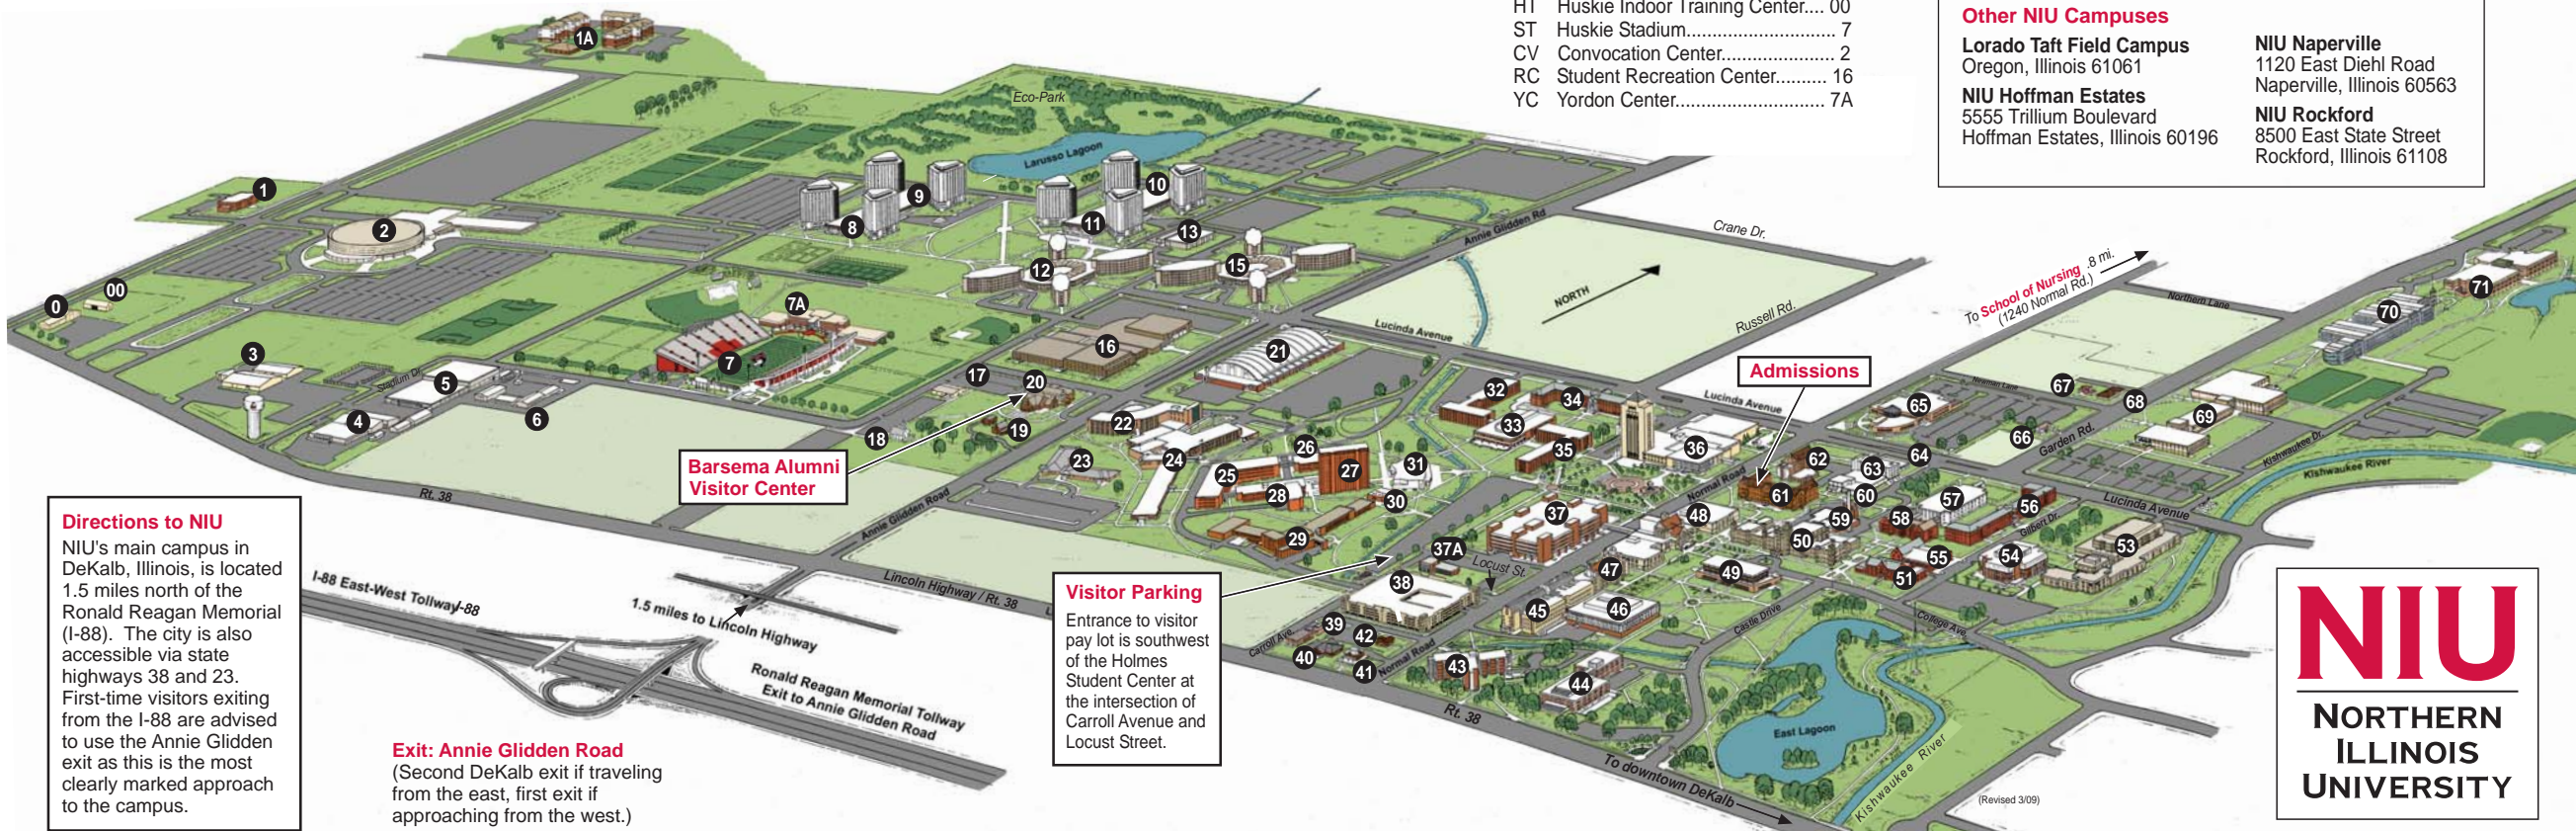 HT Huskie Indoor Training Center.... 00
ST Huskie Stadium............................ 7
CV Convocation Center...................... 2
RC Student Recreation Center.......... 16
YC Yordon Center............................ 7A
Other NIU Campuses
Lorado Taft Field Campus
Oregon, Illinois 61061
NIU Hoffman Estates
5555 Trillium Boulevard
Hoffman Estates, Illinois 60196
NIU Naperville
1120 East Diehl Road
Naperville, Illinois 60563
NIU Rockford
8500 East State Street
Rockford, Illinois 61108
1A
Eco-Park
Larusso Lagoon
1
2
8
9
10
11
13
12
15
Annie Glidden Rd
Crane Dr.
NORTH
Russell Rd.
Lucinda Avenue
To School of Nursing .8 mi.
(1240 Normal Rd.)
Northern Lane
71
70
0
00
7A
7
3
Stadium Dr.
5
4
6
16
21
17
20
19
18
22
23
24
25
26
27
28
29
30
31
32
33
34
35
36
Lucinda Avenue
Admissions
Newman Lane
65
66
67
68
69
Garden Rd.
Kishwaukee Dr.
Kishwaukee River
Lucinda Avenue
Barsema Alumni
Visitor Center
Normal Road
61
62
63
64
60
57
56
58
59
Gilbert Dr.
48
50
53
55
54
51
37
37A
Locust St.
47
49
38
45
46
Castle Drive
College Ave.
39
42
Carroll Ave.
40
41
Normal Road
43
44
Rt. 38
Annie Glidden Road
Lincoln Highway / Rt. 38
Rt. 38
East Lagoon
Kishwaukee River
To downtown DeKalb
(Revised 3/09)
Directions to NIU
NIU's main campus in
DeKalb, Illinois, is located
1.5 miles north of the
Ronald Reagan Memorial
(I-88). The city is also
accessible via state
highways 38 and 23.
First-time visitors exiting
from the I-88 are advised
to use the Annie Glidden
exit as this is the most
clearly marked approach
to the campus.
I-88 East-West Tollway
I-88
1.5 miles to Lincoln Highway
Ronald Reagan Memorial Tollway
Exit to Annie Glidden Road
Exit: Annie Glidden Road
(Second DeKalb exit if traveling
from the east, first exit if
approaching from the west.)
Visitor Parking
Entrance to visitor
pay lot is southwest
of the Holmes
Student Center at
the intersection of
Carroll Avenue and
Locust Street.
NIU
NORTHERN
ILLINOIS
UNIVERSITY